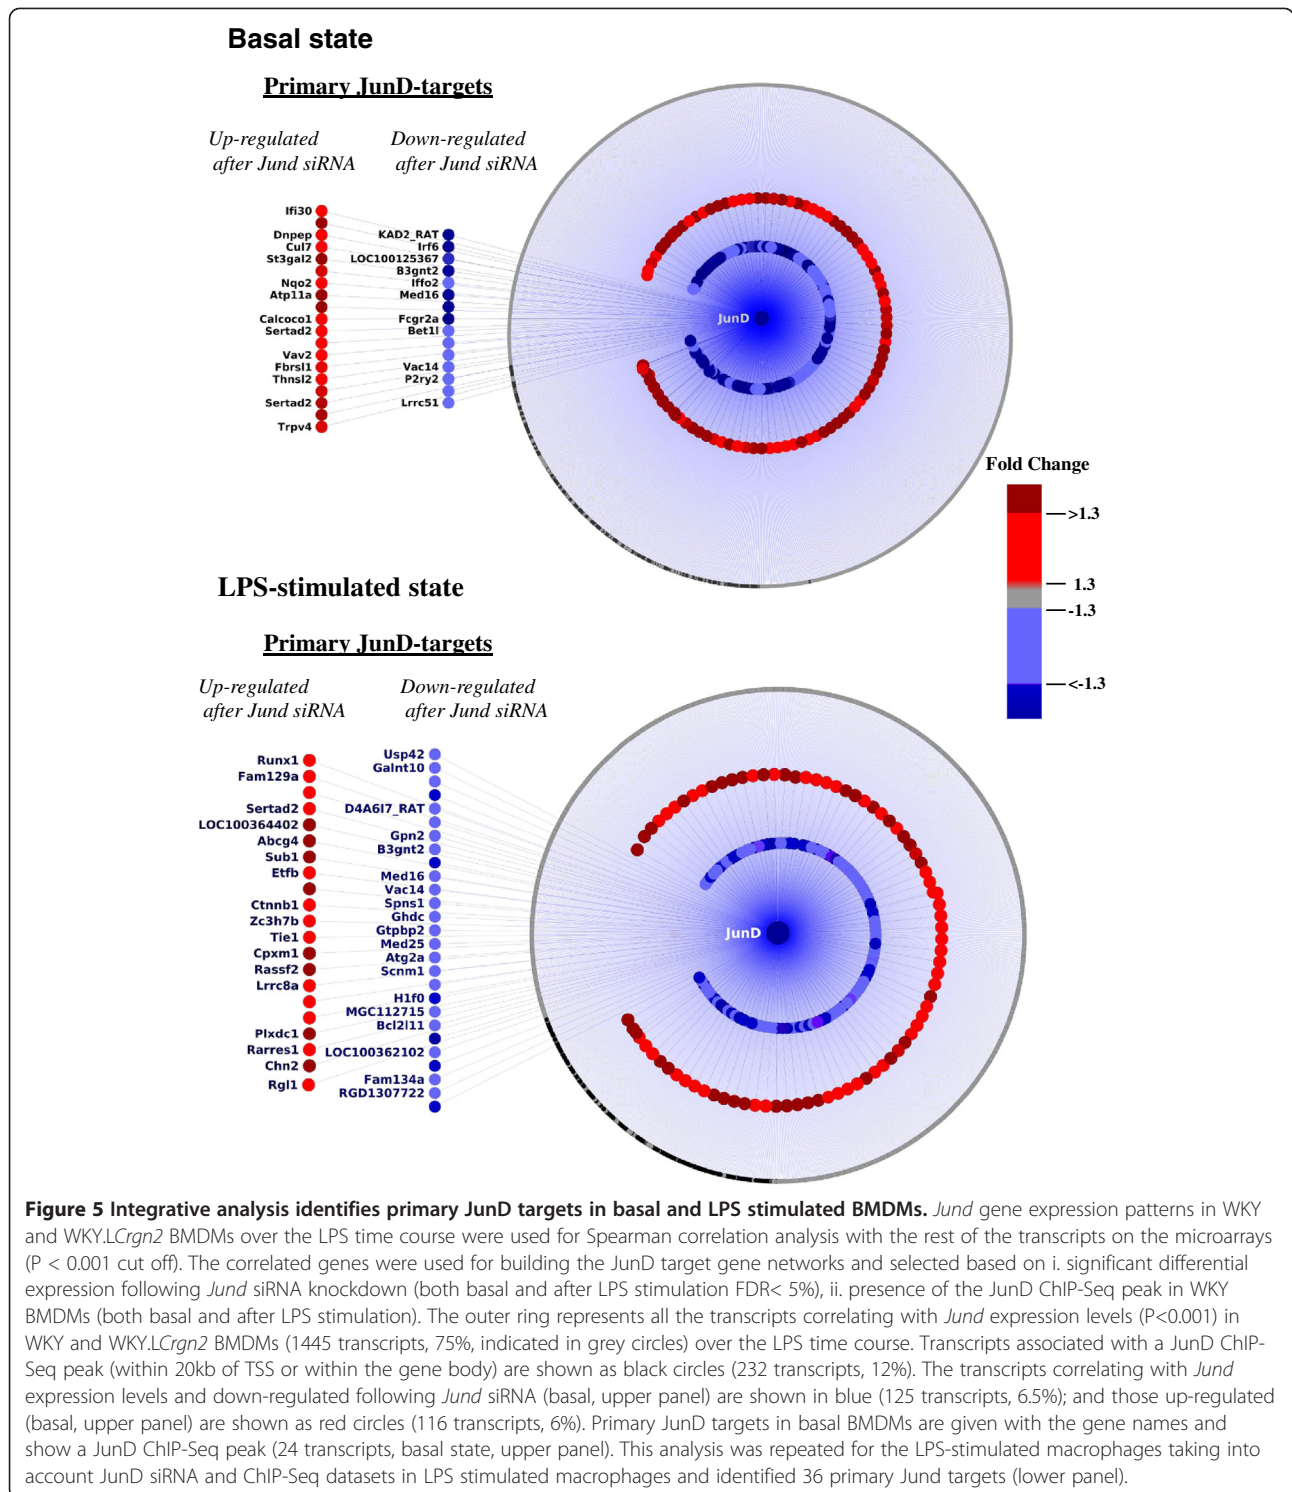 Basal state
Primary JunD-targets
Up-regulated
after Jund siRNA
Down-regulated
after Jund siRNA
Ifi30
Dnpep
Cul7
St3gal2
Nqo2
Atp11a
Calcoco1
Sertad2
Vav2
Fbrsl1
Thnsl2
Sertad2
Trpv4
KAD2_RAT
Irf6
LOC100125367
B3gnt2
Iffo2
Med16
Fcgr2a
Bet1l
Vac14
P2ry2
Lrrc51
JunD
Fold Change
>1.3
1.3
-1.3
<-1.3
LPS-stimulated state
Primary JunD-targets
Up-regulated
after Jund siRNA
Down-regulated
after Jund siRNA
Runx1
Fam129a
Sertad2
LOC100364402
Abcg4
Sub1
Etfb
Ctnnb1
Zc3h7b
Tie1
Cpxm1
Rassf2
Lrrc8a
Plxdc1
Rarres1
Chn2
Rgl1
Usp42
Galnt10
D4A6I7_RAT
Gpn2
B3gnt2
Med16
Vac14
Spns1
Ghdc
Gtpbp2
Med25
Atg2a
Scnm1
H1f0
MGC112715
Bcl2l11
LOC100362102
Fam134a
RGD1307722
JunD
Figure 5 Integrative analysis identifies primary JunD targets in basal and LPS stimulated BMDMs. Jund gene expression patterns in WKY
and WKY.LCrgn2 BMDMs over the LPS time course were used for Spearman correlation analysis with the rest of the transcripts on the microarrays
(P < 0.001 cut off). The correlated genes were used for building the JunD target gene networks and selected based on i. significant differential
expression following Jund siRNA knockdown (both basal and after LPS stimulation FDR< 5%), ii. presence of the JunD ChIP-Seq peak in WKY
BMDMs (both basal and after LPS stimulation). The outer ring represents all the transcripts correlating with Jund expression levels (P<0.001) in
WKY and WKY.LCrgn2 BMDMs (1445 transcripts, 75%, indicated in grey circles) over the LPS time course. Transcripts associated with a JunD ChIP-
Seq peak (within 20kb of TSS or within the gene body) are shown as black circles (232 transcripts, 12%). The transcripts correlating with Jund
expression levels and down-regulated following Jund siRNA (basal, upper panel) are shown in blue (125 transcripts, 6.5%); and those up-regulated
(basal, upper panel) are shown as red circles (116 transcripts, 6%). Primary JunD targets in basal BMDMs are given with the gene names and
show a JunD ChIP-Seq peak (24 transcripts, basal state, upper panel). This analysis was repeated for the LPS-stimulated macrophages taking into
account JunD siRNA and ChIP-Seq datasets in LPS stimulated macrophages and identified 36 primary Jund targets (lower panel).